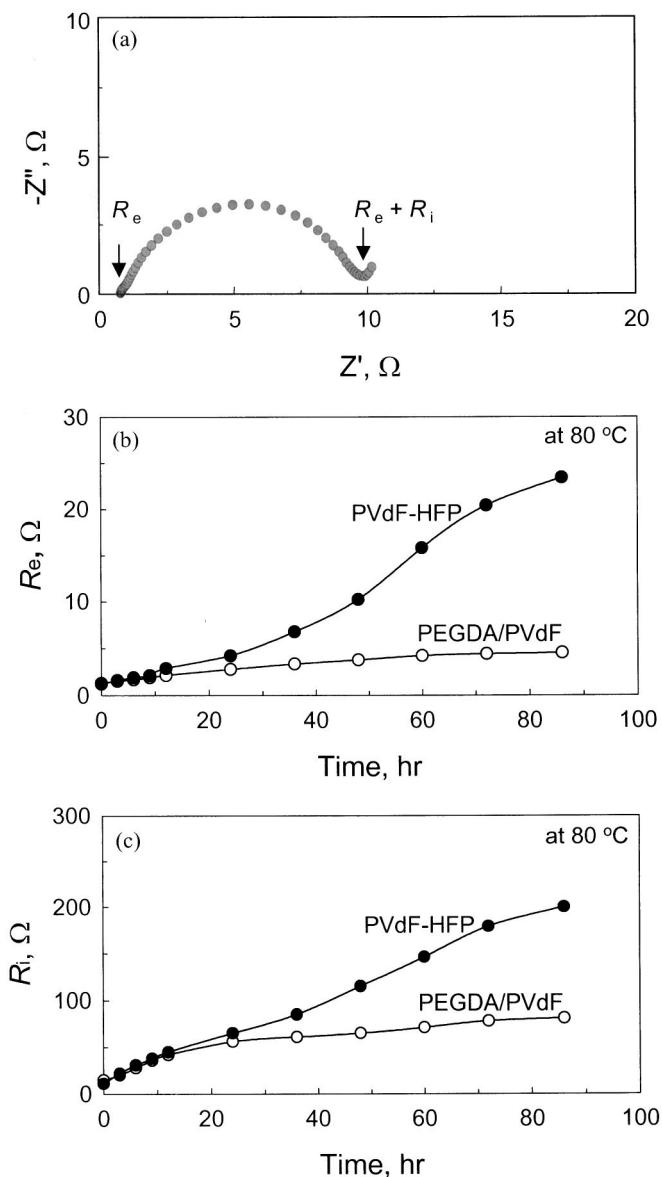 (a)
10
5
0
-Z", Ω
R e
R e + R i
0 5 10 15 20
Z', Ω
(b)
at 80 °C
30
20
10
0
Re, Ω
PVdF-HFP
PEGDA/PVdF
0 20 40 60 80 100
Time, hr
(c)
at 80 °C
300
200
100
0
Ri, Ω
PVdF-HFP
PEGDA/PVdF
0 20 40 60 80 100
Time, hr